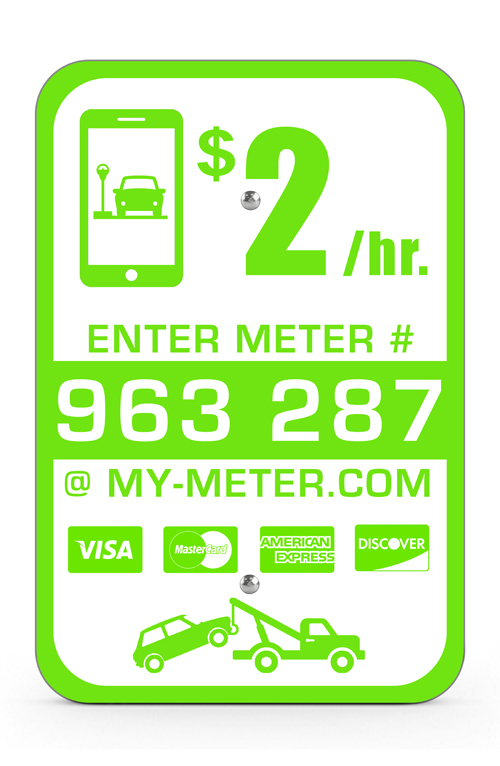 $2 /hr.
ENTER METER #
963 287
@ MY-METER.COM
VISA MasterCard AMERICAN EXPRESS DISCOVER